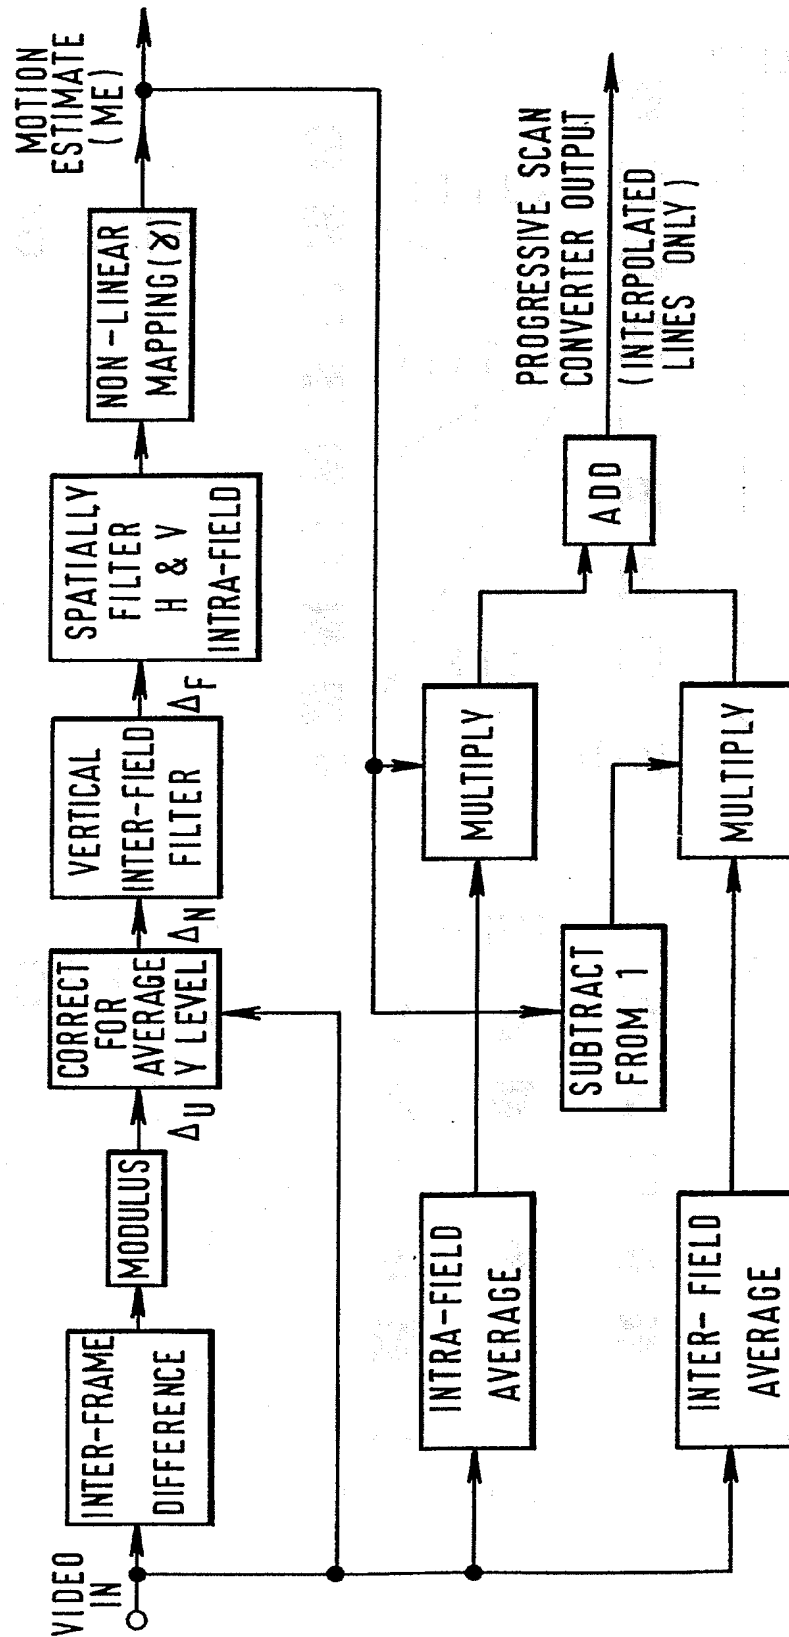 VIDEO
IN
INTER-FRAME
DIFFERENCE
MODULUS
ΔU
CORRECT
FOR
AVERAGE
Y LEVEL
ΔN
VERTICAL
INTER-FIELD
FILTER
ΔF
SPATIALLY
FILTER
H & V
INTRA-FIELD
NON-LINEAR
MAPPING(γ)
MOTION
ESTIMATE
(ME)
INTRA-FIELD
AVERAGE
MULTIPLY
SUBTRACT
FROM 1
INTER- FIELD
AVERAGE
MULTIPLY
ADD
PROGRESSIVE SCAN
CONVERTER OUTPUT
(INTERPOLATED
LINES ONLY)